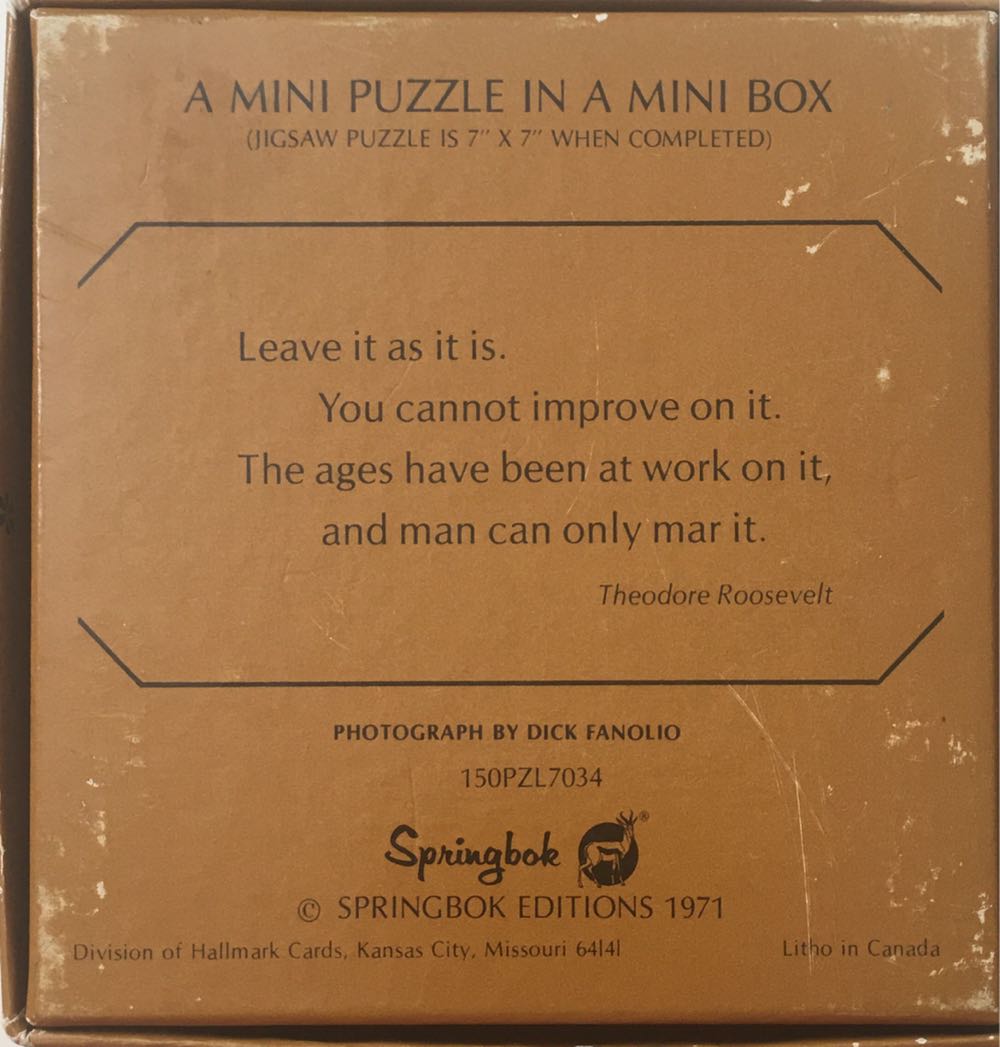 A MINI PUZZLE IN A MINI BOX
(JIGSAW PUZZLE IS 7" X 7" WHEN COMPLETED)
Leave it as it is.
You cannot improve on it.
The ages have been at work on it,
and man can only mar it.
Theodore Roosevelt
PHOTOGRAPH BY DICK FANOLIO
150PZL7034
Springbok ®
© SPRINGBOK EDITIONS 1971
Division of Hallmark Cards, Kansas City, Missouri 64141 Litho in Canada